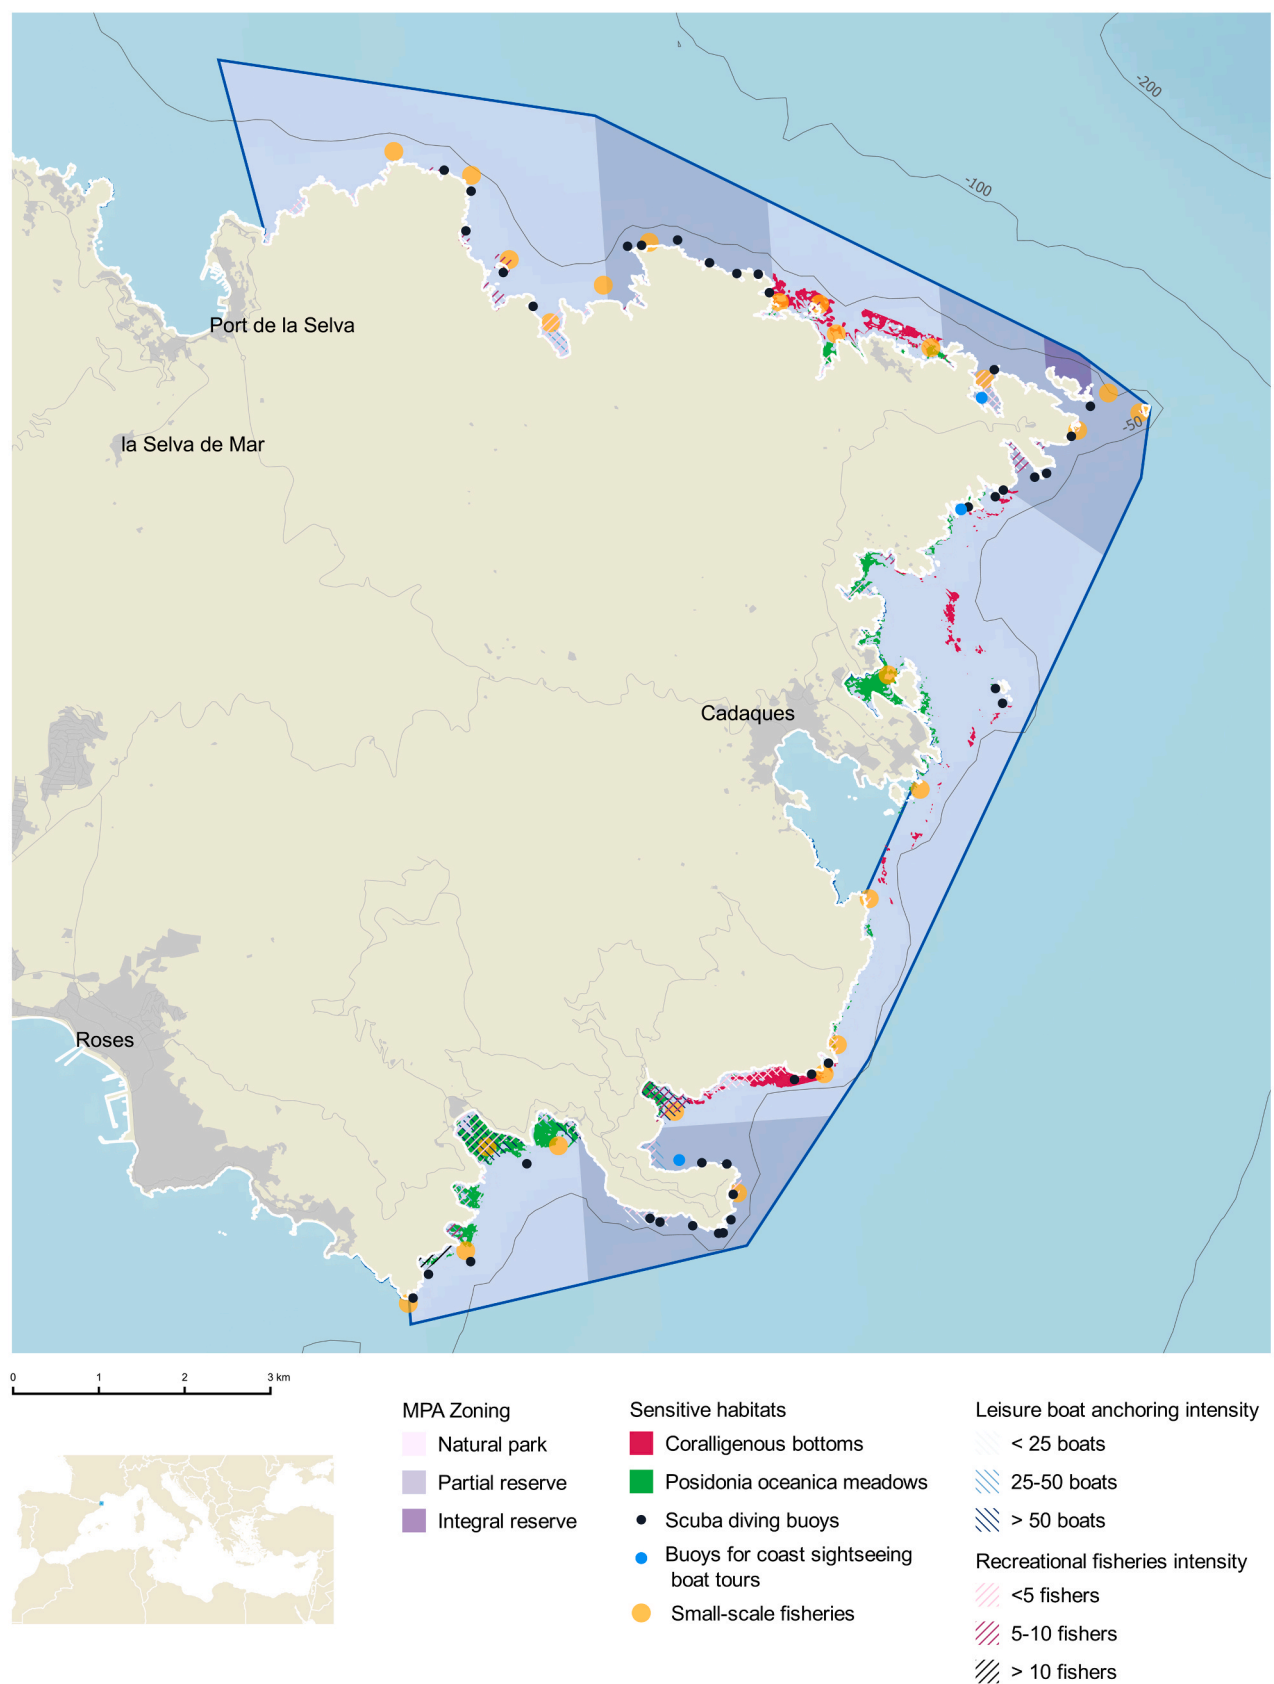 -200
-100
Port de la Selva
-50
la Selva de Mar
Cadaques
Roses
0 1 2 3 km
MPA Zoning
Natural park
Partial reserve
Integral reserve
Sensitive habitats
Coralligenous bottoms
Posidonia oceanica meadows
Scuba diving buoys
Buoys for coast sightseeing
boat tours
Small-scale fisheries
Leisure boat anchoring intensity
< 25 boats
25-50 boats
> 50 boats
Recreational fisheries intensity
<5 fishers
5-10 fishers
> 10 fishers